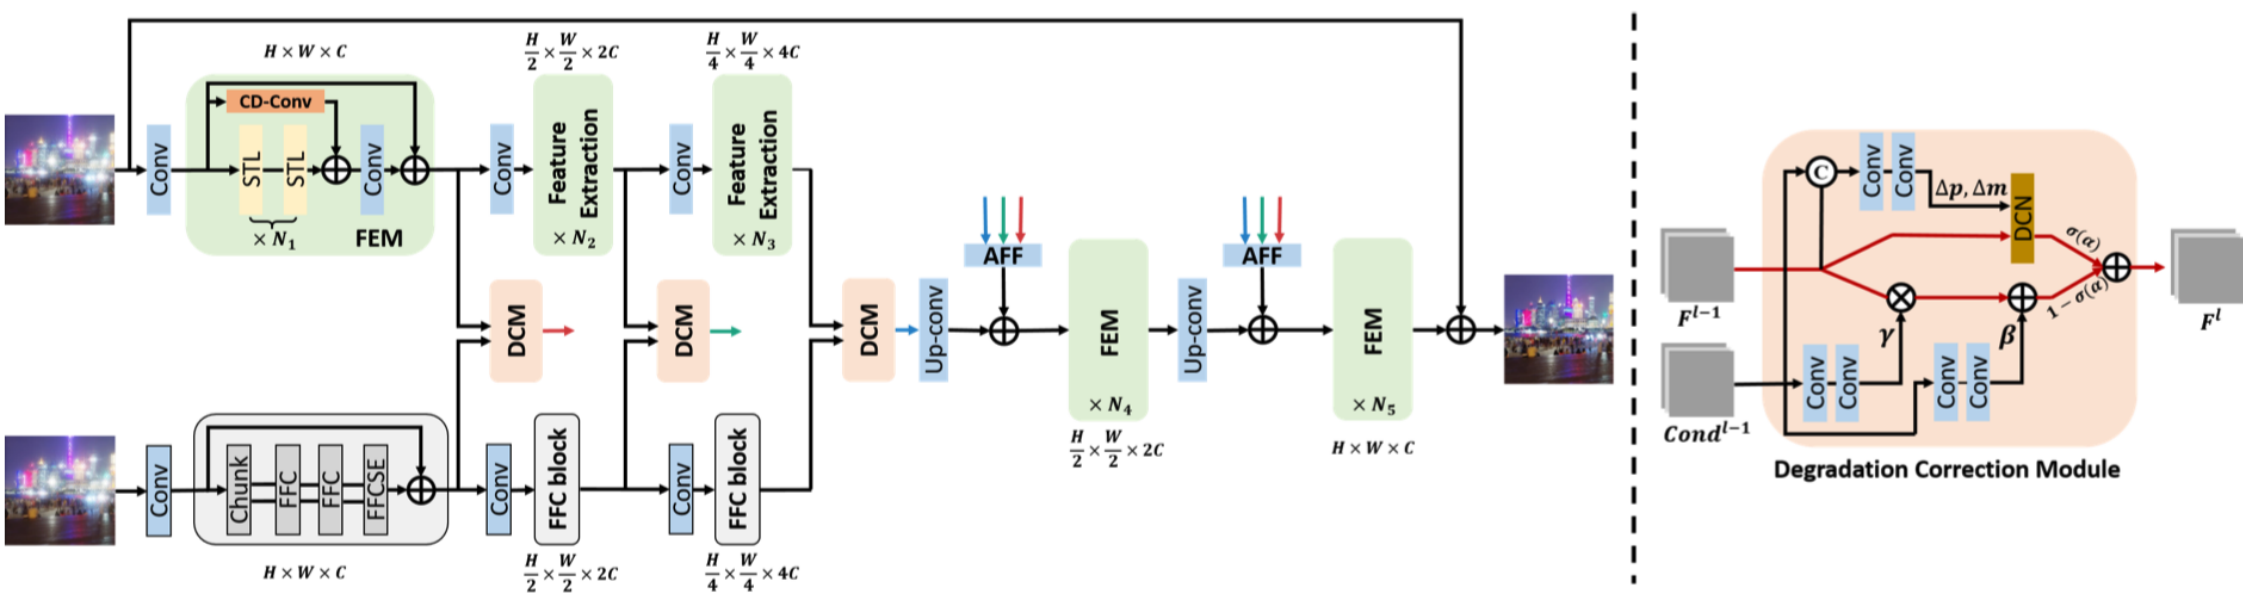 H × W × C
H/2 × W/2 × 2C
H/4 × W/4 × 4C
Conv
CD-Conv
STL
STL
Conv
× N₁
FEM
Conv
Feature Extraction
× N₂
Conv
Feature Extraction
× N₃
DCM
DCM
DCM
Up-conv
AFF
FEM
× N₄
H/2 × W/2 × 2C
Up-conv
AFF
FEM
× N₅
H × W × C
Conv
Chunk
FFC
FFC
FFCSE
H × W × C
Conv
FFC block
H/2 × W/2 × 2C
Conv
FFC block
H/4 × W/4 × 4C
C
Conv
Conv
Δp, Δm
DCN
σ(α)
1 − σ(α)
Fˡ⁻¹
Fˡ
γ
β
Conv
Conv
Conv
Conv
Condˡ⁻¹
Degradation Correction Module